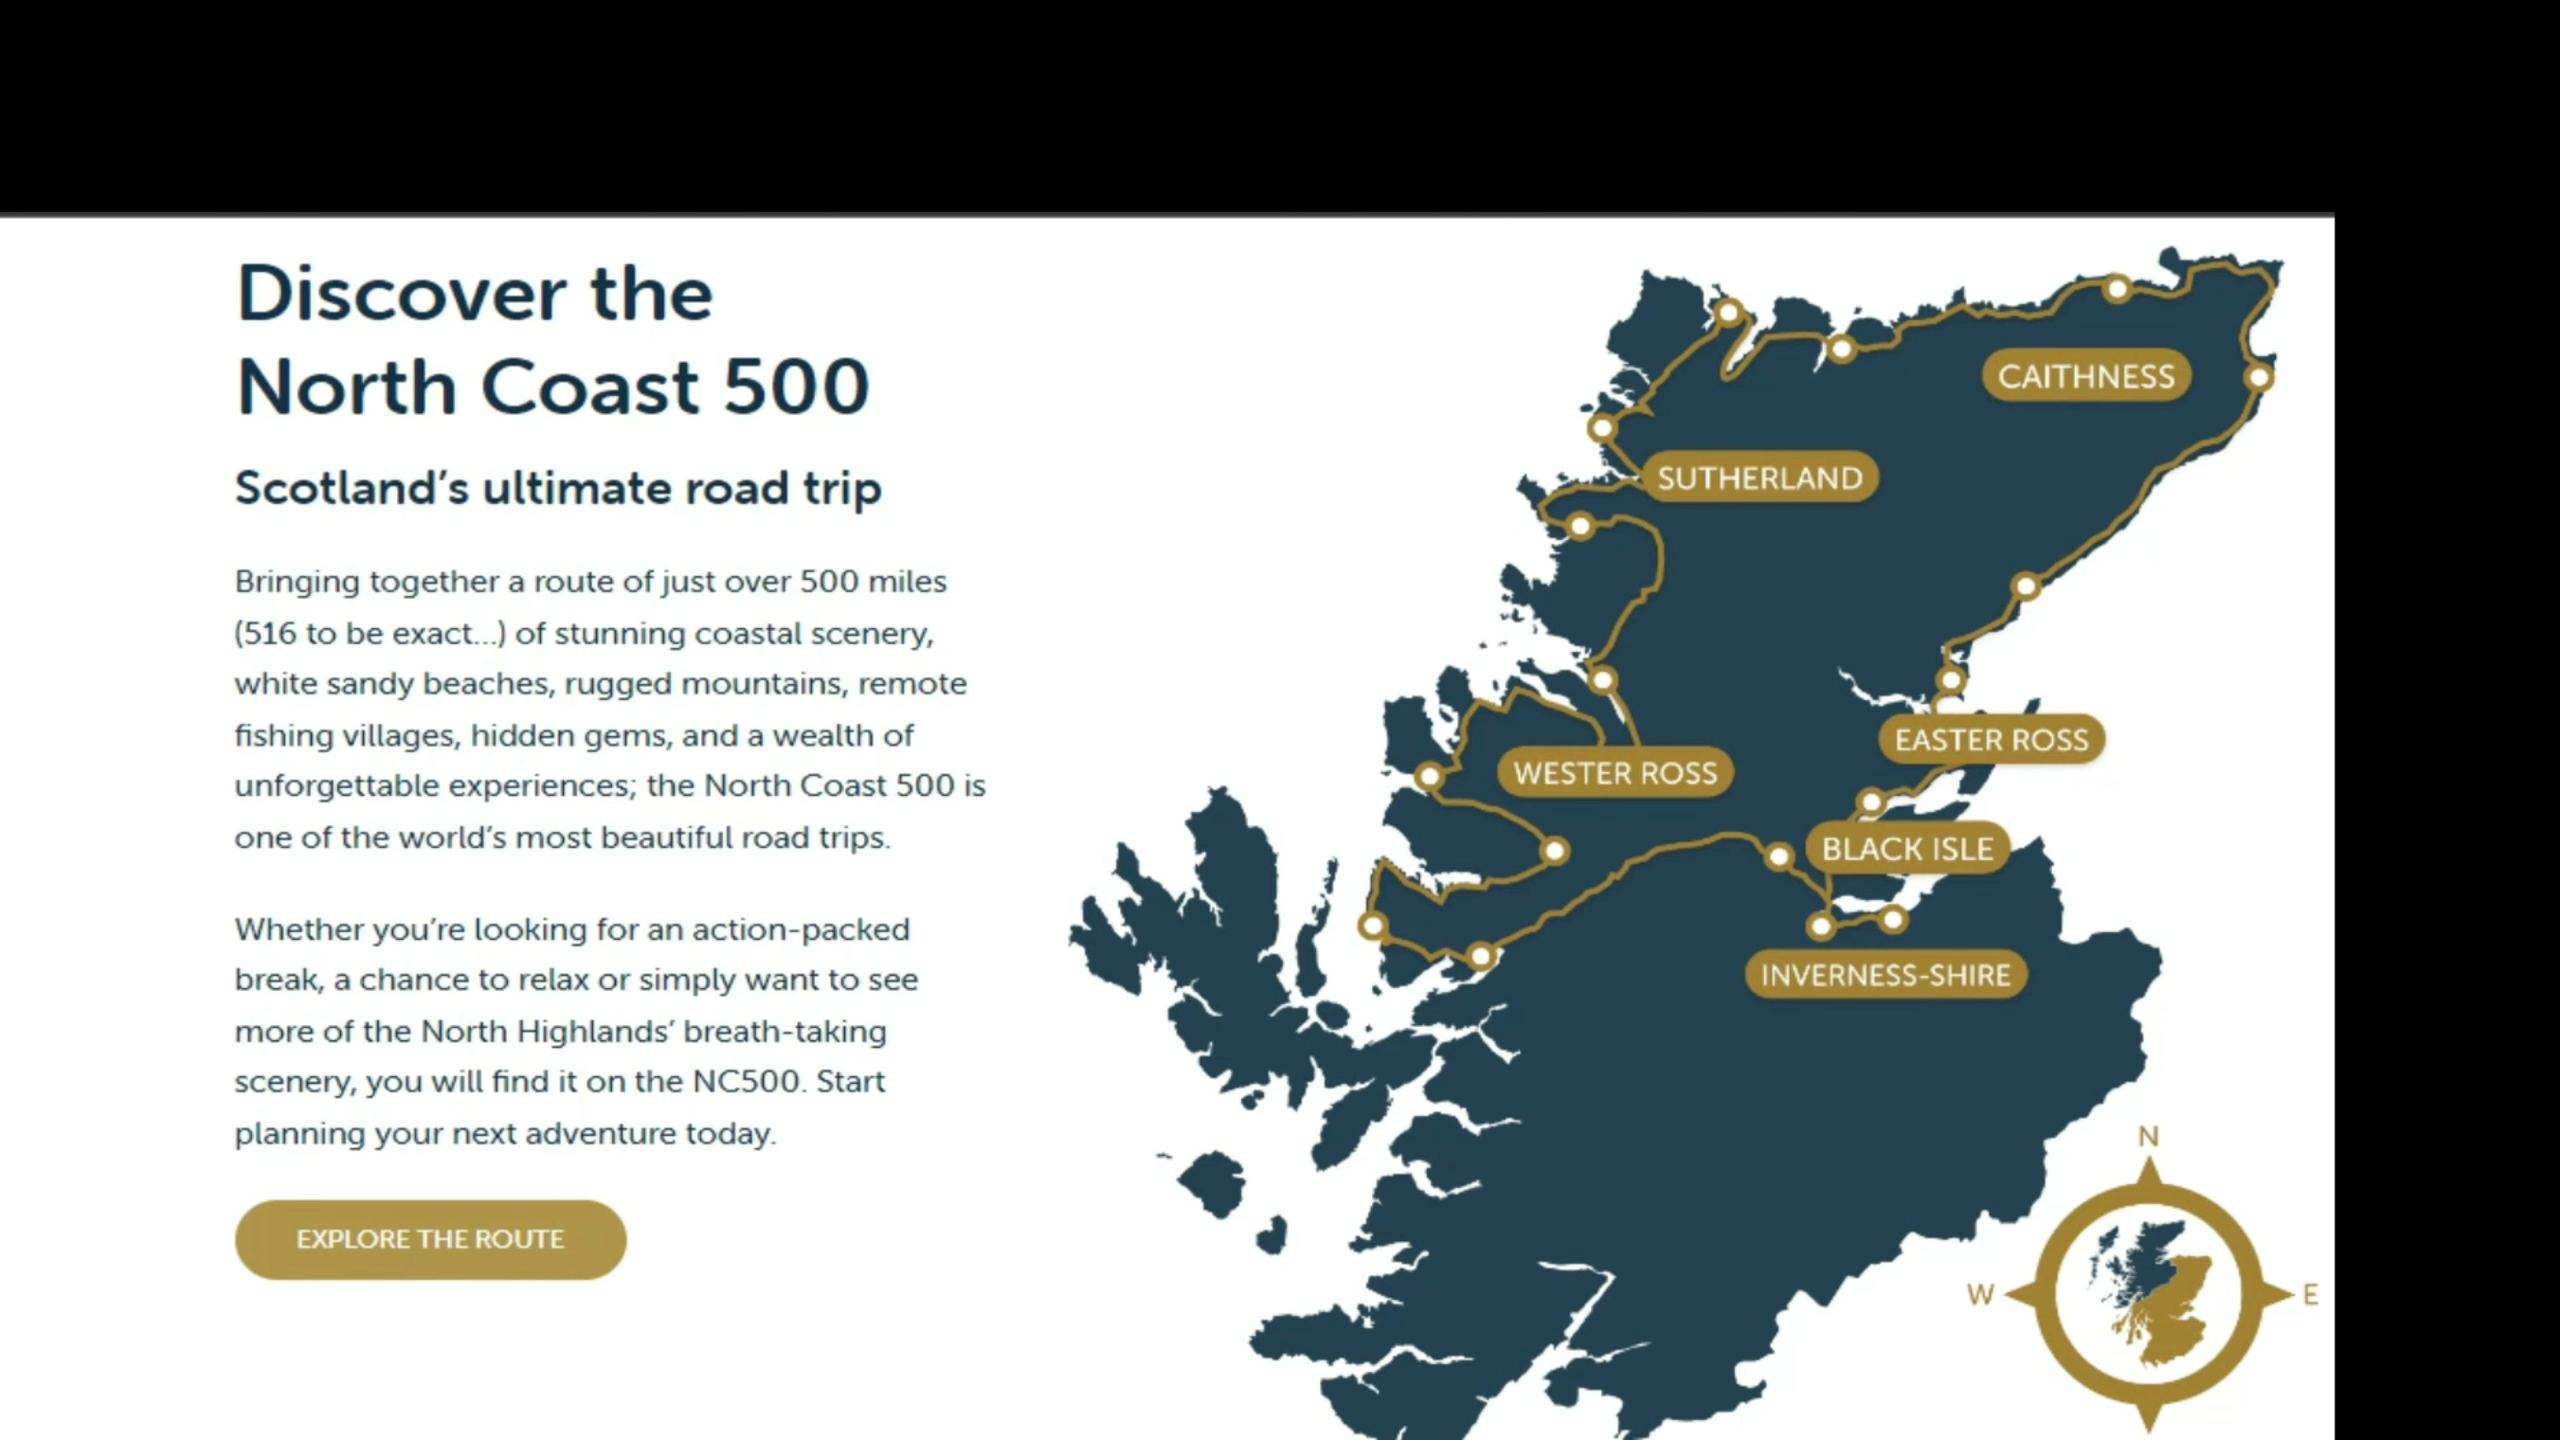 Discover the
North Coast 500
Scotland’s ultimate road trip
Bringing together a route of just over 500 miles
(516 to be exact...) of stunning coastal scenery,
white sandy beaches, rugged mountains, remote
fishing villages, hidden gems, and a wealth of
unforgettable experiences; the North Coast 500 is
one of the world’s most beautiful road trips.
Whether you’re looking for an action-packed
break, a chance to relax or simply want to see
more of the North Highlands’ breath-taking
scenery, you will find it on the NC500. Start
planning your next adventure today.
EXPLORE THE ROUTE
CAITHNESS
SUTHERLAND
EASTER ROSS
WESTER ROSS
BLACK ISLE
INVERNESS-SHIRE
N
W
E